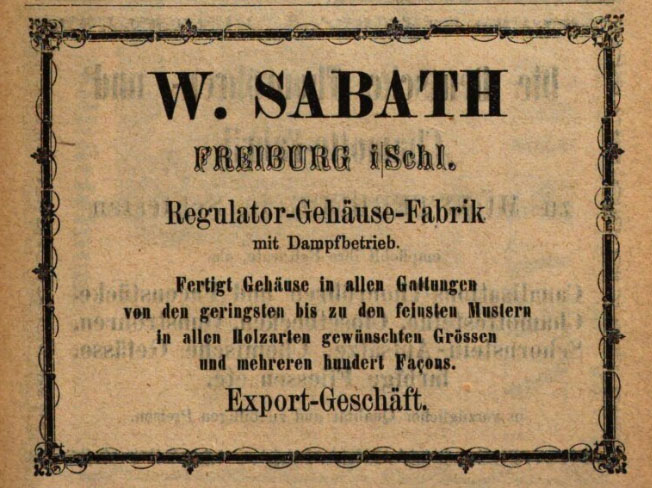 W. SABATH
FREIBURG i|Schl.
Regulator-Gehäuse-Fabrik
mit Dampfbetrieb.
Fertigt Gehäuse in allen Gattungen
von den geringsten bis zu den feinsten Mustern
in allen Holzarten gewünschten Grössen
und mehreren hundert Façons.
Export-Geschäft.